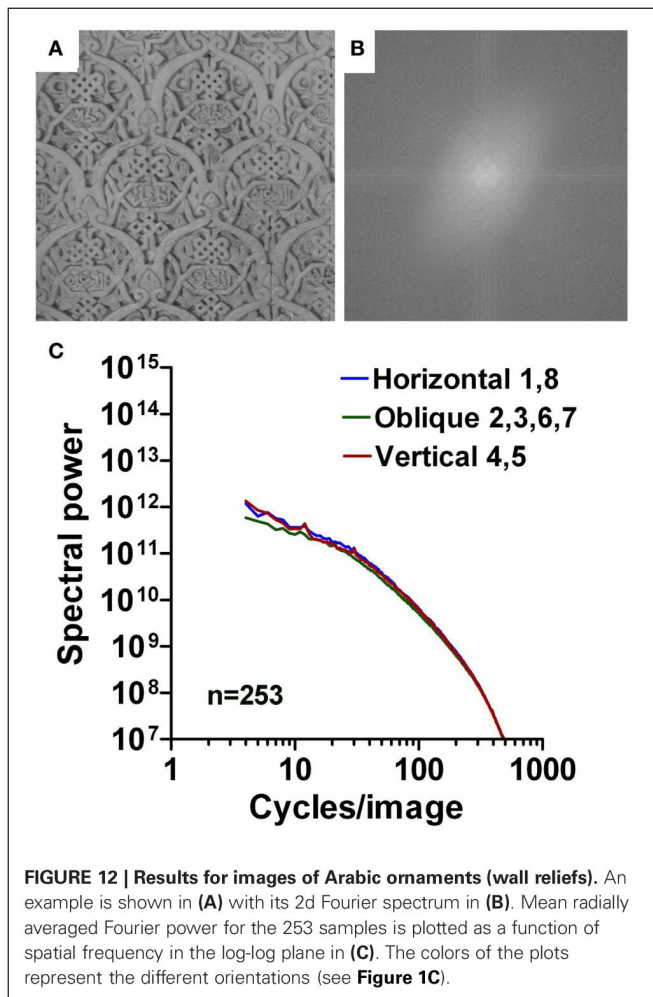 A
B
C
10^15
10^14
10^13
10^12
10^11
10^10
10^9
10^8
10^7
Spectral power
Horizontal 1,8
Oblique 2,3,6,7
Vertical 4,5
n=253
1
10
100
1000
Cycles/image
FIGURE 12 | Results for images of Arabic ornaments (wall reliefs). An
example is shown in (A) with its 2d Fourier spectrum in (B). Mean radially
averaged Fourier power for the 253 samples is plotted as a function of
spatial frequency in the log-log plane in (C). The colors of the plots
represent the different orientations (see Figure 1C).